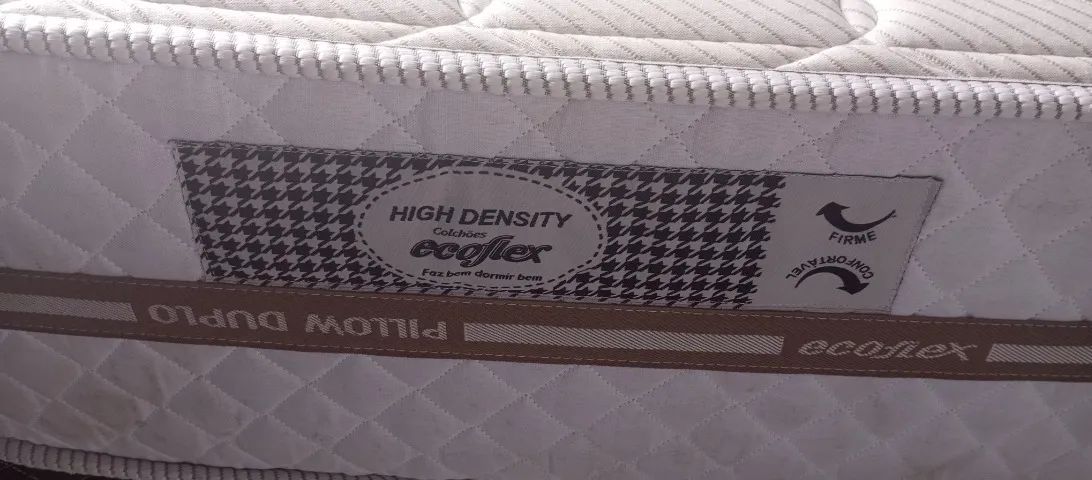 HIGH DENSITY
Colchões
ecoflex
Faz bem dormir bem
FIRME
CONFORTÁVEL
PILLOW DUPLO
ecoflex